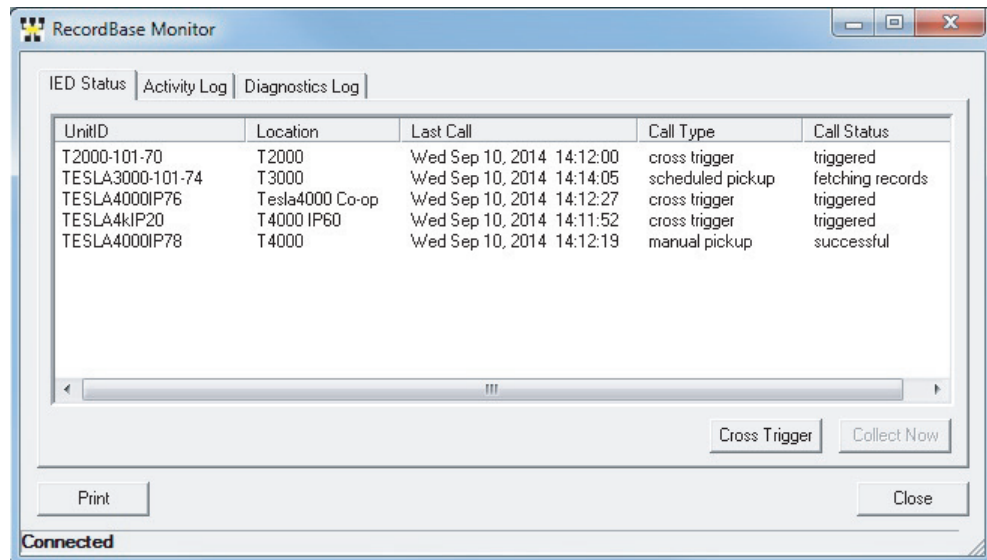 RecordBase Monitor
IED Status Activity Log Diagnostics Log
UnitID Location Last Call Call Type Call Status
T2000-101-70 T2000 Wed Sep 10, 2014 14:12:00 cross trigger triggered
TESLA3000-101-74 T3000 Wed Sep 10, 2014 14:14:05 scheduled pickup fetching records
TESLA4000IP76 Tesla4000 Co-op Wed Sep 10, 2014 14:12:27 cross trigger triggered
TESLA4kIP20 T4000 IP60 Wed Sep 10, 2014 14:11:52 cross trigger triggered
TESLA4000IP78 T4000 Wed Sep 10, 2014 14:12:19 manual pickup successful
Cross Trigger Collect Now
Print Close
Connected